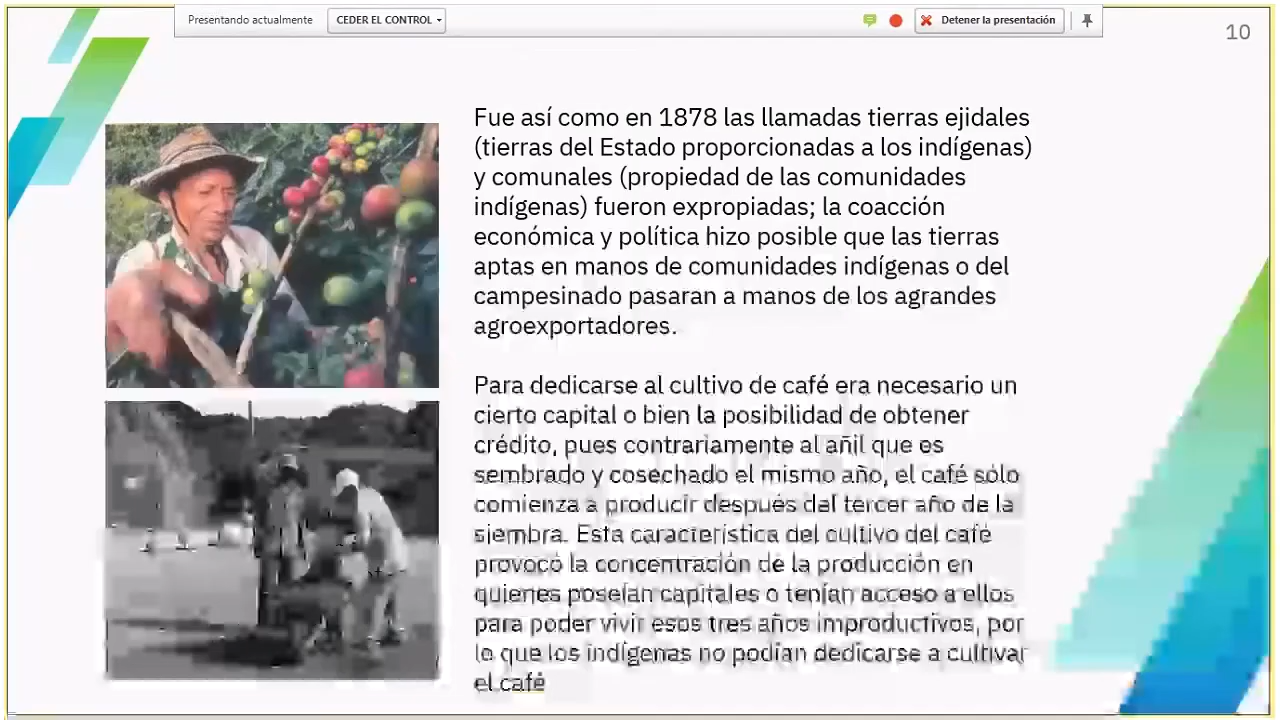 Presentando actualmente
CEDER EL CONTROL
Detener la presentación
10
Fue así como en 1878 las llamadas tierras ejidales
(tierras del Estado proporcionadas a los indígenas)
y comunales (propiedad de las comunidades
indígenas) fueron expropiadas; la coacción
económica y política hizo posible que las tierras
aptas en manos de comunidades indígenas o del
campesinado pasaran a manos de los agrandes
agroexportadores.
Para dedicarse al cultivo de café era necesario un
cierto capital o bien la posibilidad de obtener
crédito, pues contrariamente al añil que es
sembrado y cosechado el mismo año, el café sólo
comienza a producir después del tercer año de la
siembra. Esta característica del cultivo del café
provocó la concentración de la producción en
quienes poseían capitales o tenían acceso a ellos
para poder vivir esos tres años improductivos, por
lo que los indígenas no podían dedicarse a cultivar
el café